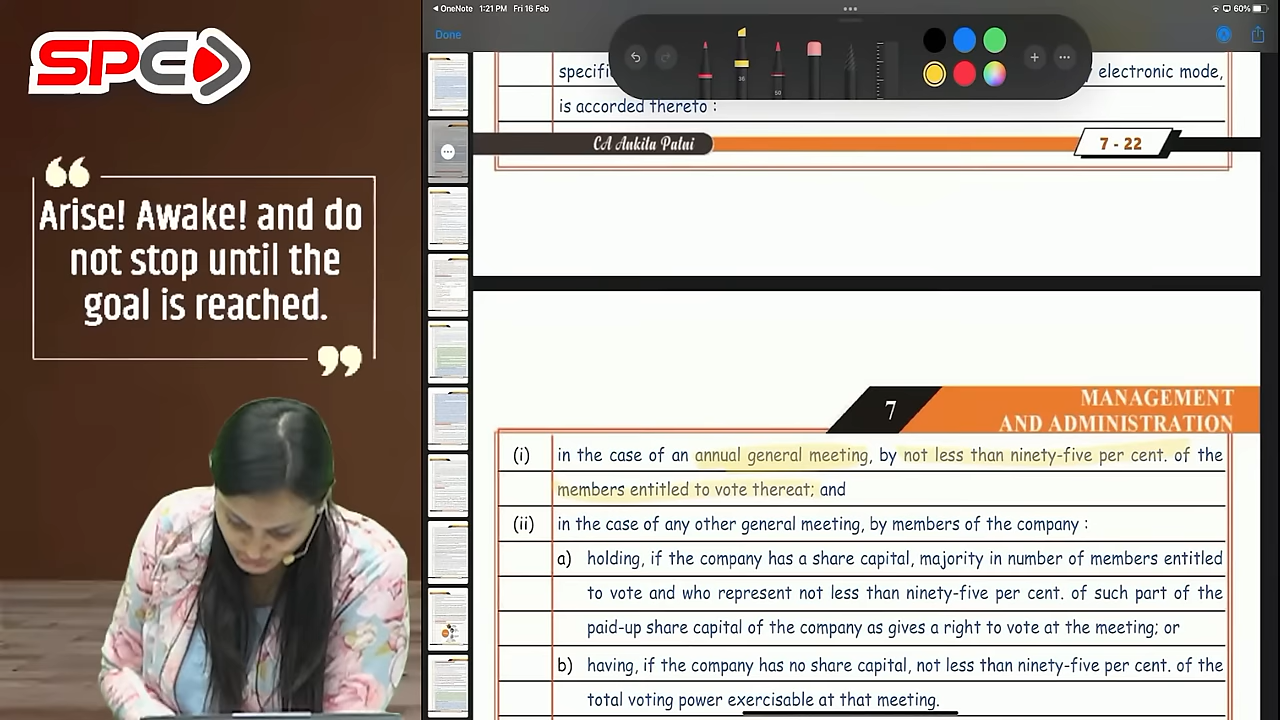 SPC
Arise! Awake! and do
not stop until the
goal is reached.
OneNote 1:21 PM Fri 16 Feb
60%
Done
80
50
mode
is accord there
CA Ankita Patni
7 - 22
7
MANAGEMENT
AND ADMINISTRATION
(i) in the case of an annual general meeting, by not less than ninety-five per cent. of the
members entitled to vote thereat;
(ii) in the case of any other general meeting, by members of the company :
a) holding, if the company has a share capital, majority in number of members entitled
to vote and who represent not less than ninety-five per cent. of such part of the
paid-up share capital of the company as gives a right to vote at the meeting; or
b) having, if the company has no share capital, not less than ninety-five per cent. of the
total voting power exercisable at that meeting.